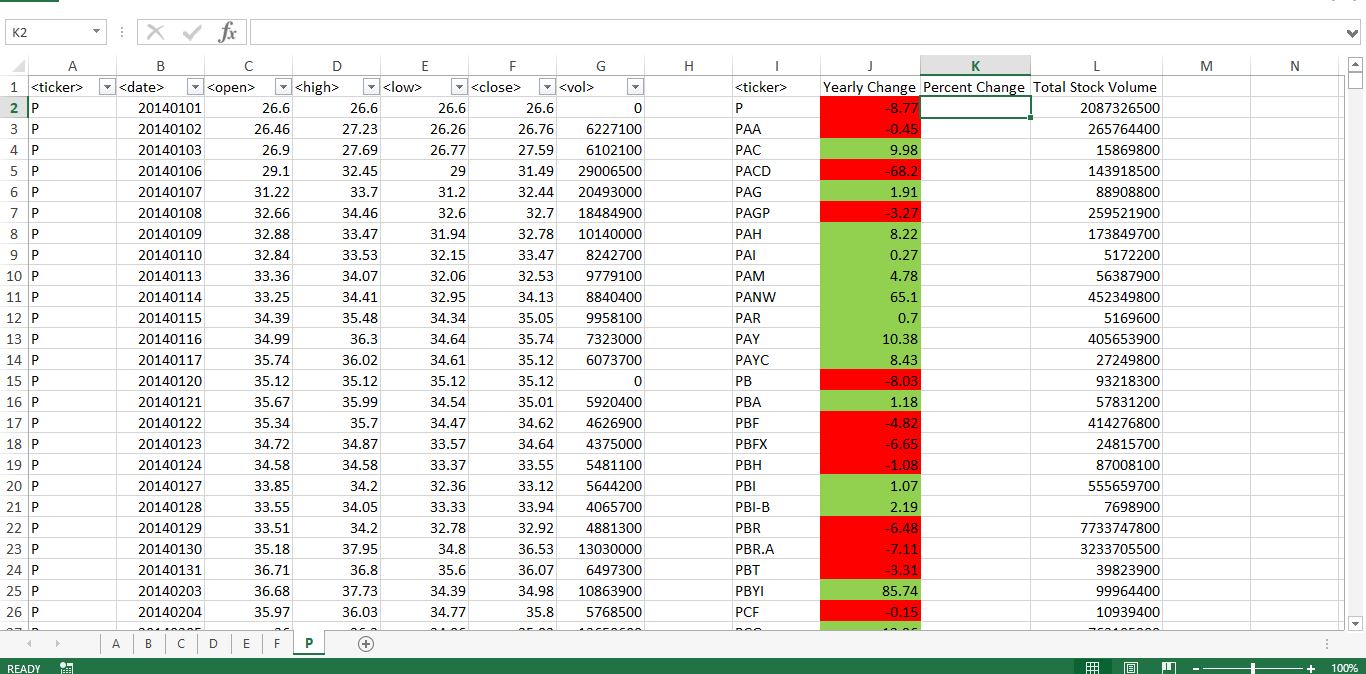 K2 fx
A B C D E F G H I J K L M N
1 <ticker> <date> <open> <high> <low> <close> <vol> <ticker> Yearly Change Percent Change Total Stock Volume
2 P 20140101 26.6 26.6 26.6 26.6 0 P -8.77 2087326500
3 P 20140102 26.46 27.23 26.26 26.76 6227100 PAA -0.45 265764400
4 P 20140103 26.9 27.69 26.77 27.59 6102100 PAC 9.98 15869800
5 P 20140106 29.1 32.45 29 31.49 29006500 PACD -68.2 143918500
6 P 20140107 31.22 33.7 31.2 32.44 20493000 PAG 1.91 88908800
7 P 20140108 32.66 34.46 32.6 32.7 18484900 PAGP -3.27 259521900
8 P 20140109 32.88 33.47 31.94 32.78 10140000 PAH 8.22 173849700
9 P 20140110 32.84 33.53 32.15 33.47 8242700 PAI 0.27 5172200
10 P 20140113 33.36 34.07 32.06 32.53 9779100 PAM 4.78 56387900
11 P 20140114 33.25 34.41 32.95 34.13 8840400 PANW 65.1 452349800
12 P 20140115 34.39 35.48 34.34 35.05 9958100 PAR 0.7 5169600
13 P 20140116 34.99 36.3 34.64 35.74 7323000 PAY 10.38 405653900
14 P 20140117 35.74 36.02 34.61 35.12 6073700 PAYC 8.43 27249800
15 P 20140120 35.12 35.12 35.12 35.12 0 PB -8.03 93218300
16 P 20140121 35.67 35.99 34.54 35.01 5920400 PBA 1.18 57831200
17 P 20140122 35.34 35.7 34.47 34.62 4626900 PBF -4.82 414276800
18 P 20140123 34.72 34.87 33.57 34.64 4375000 PBFX -6.65 24815700
19 P 20140124 34.58 34.58 33.37 33.55 5481100 PBH -1.08 87008100
20 P 20140127 33.85 34.2 32.36 33.12 5644200 PBI 1.07 555659700
21 P 20140128 33.55 34.05 33.33 33.94 4065700 PBI-B 2.19 7698900
22 P 20140129 33.51 34.2 32.78 32.92 4881300 PBR -6.48 7733747800
23 P 20140130 35.18 37.95 34.8 36.53 13030000 PBR.A -7.11 3233705500
24 P 20140131 36.71 36.8 35.6 36.07 6497300 PBT -3.31 39823900
25 P 20140203 36.68 37.73 34.39 34.98 10863900 PBYI 85.74 99964400
26 P 20140204 35.97 36.03 34.77 35.8 5768500 PCF -0.15 10939400
A B C D E F P
READY 100%